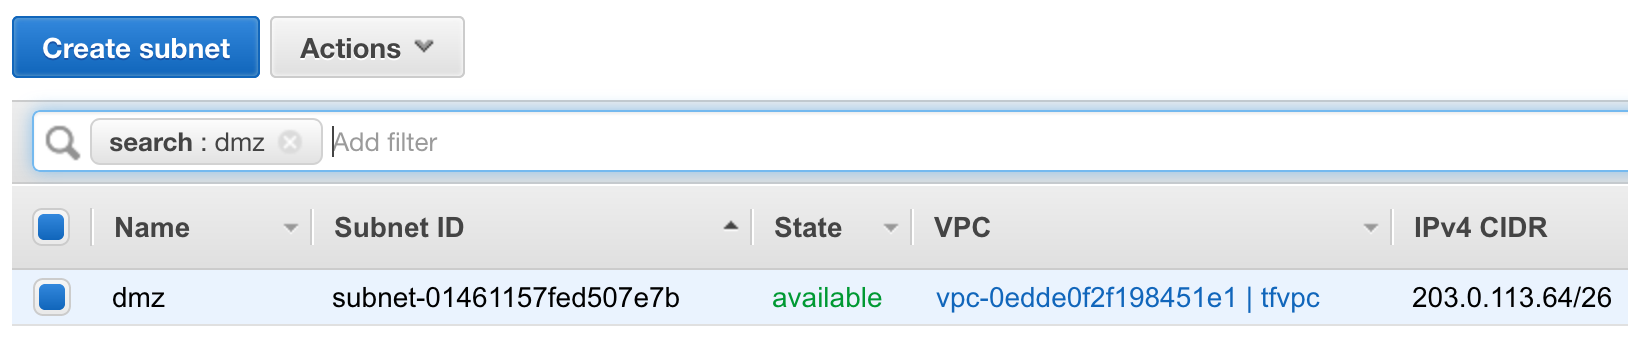 Create subnet Actions
search : dmz Add filter
Name Subnet ID State VPC IPv4 CIDR
dmz subnet-01461157fed507e7b available vpc-0edde0f2f198451e1 | tfvpc 203.0.113.64/26